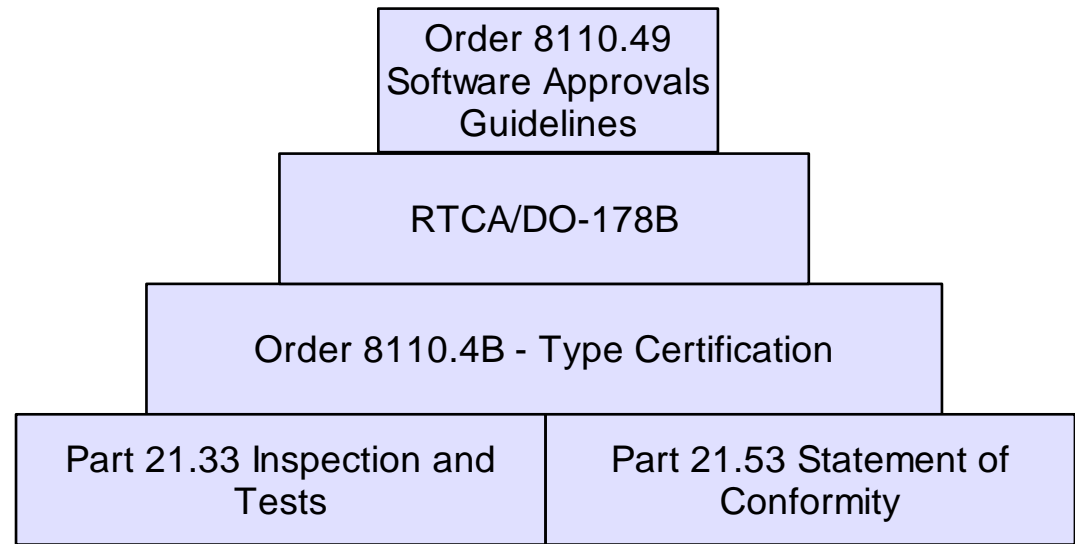 Order 8110.49
Software Approvals
Guidelines
RTCA/DO-178B
Order 8110.4B - Type Certification
Part 21.33 Inspection and
Tests
Part 21.53 Statement of
Conformity